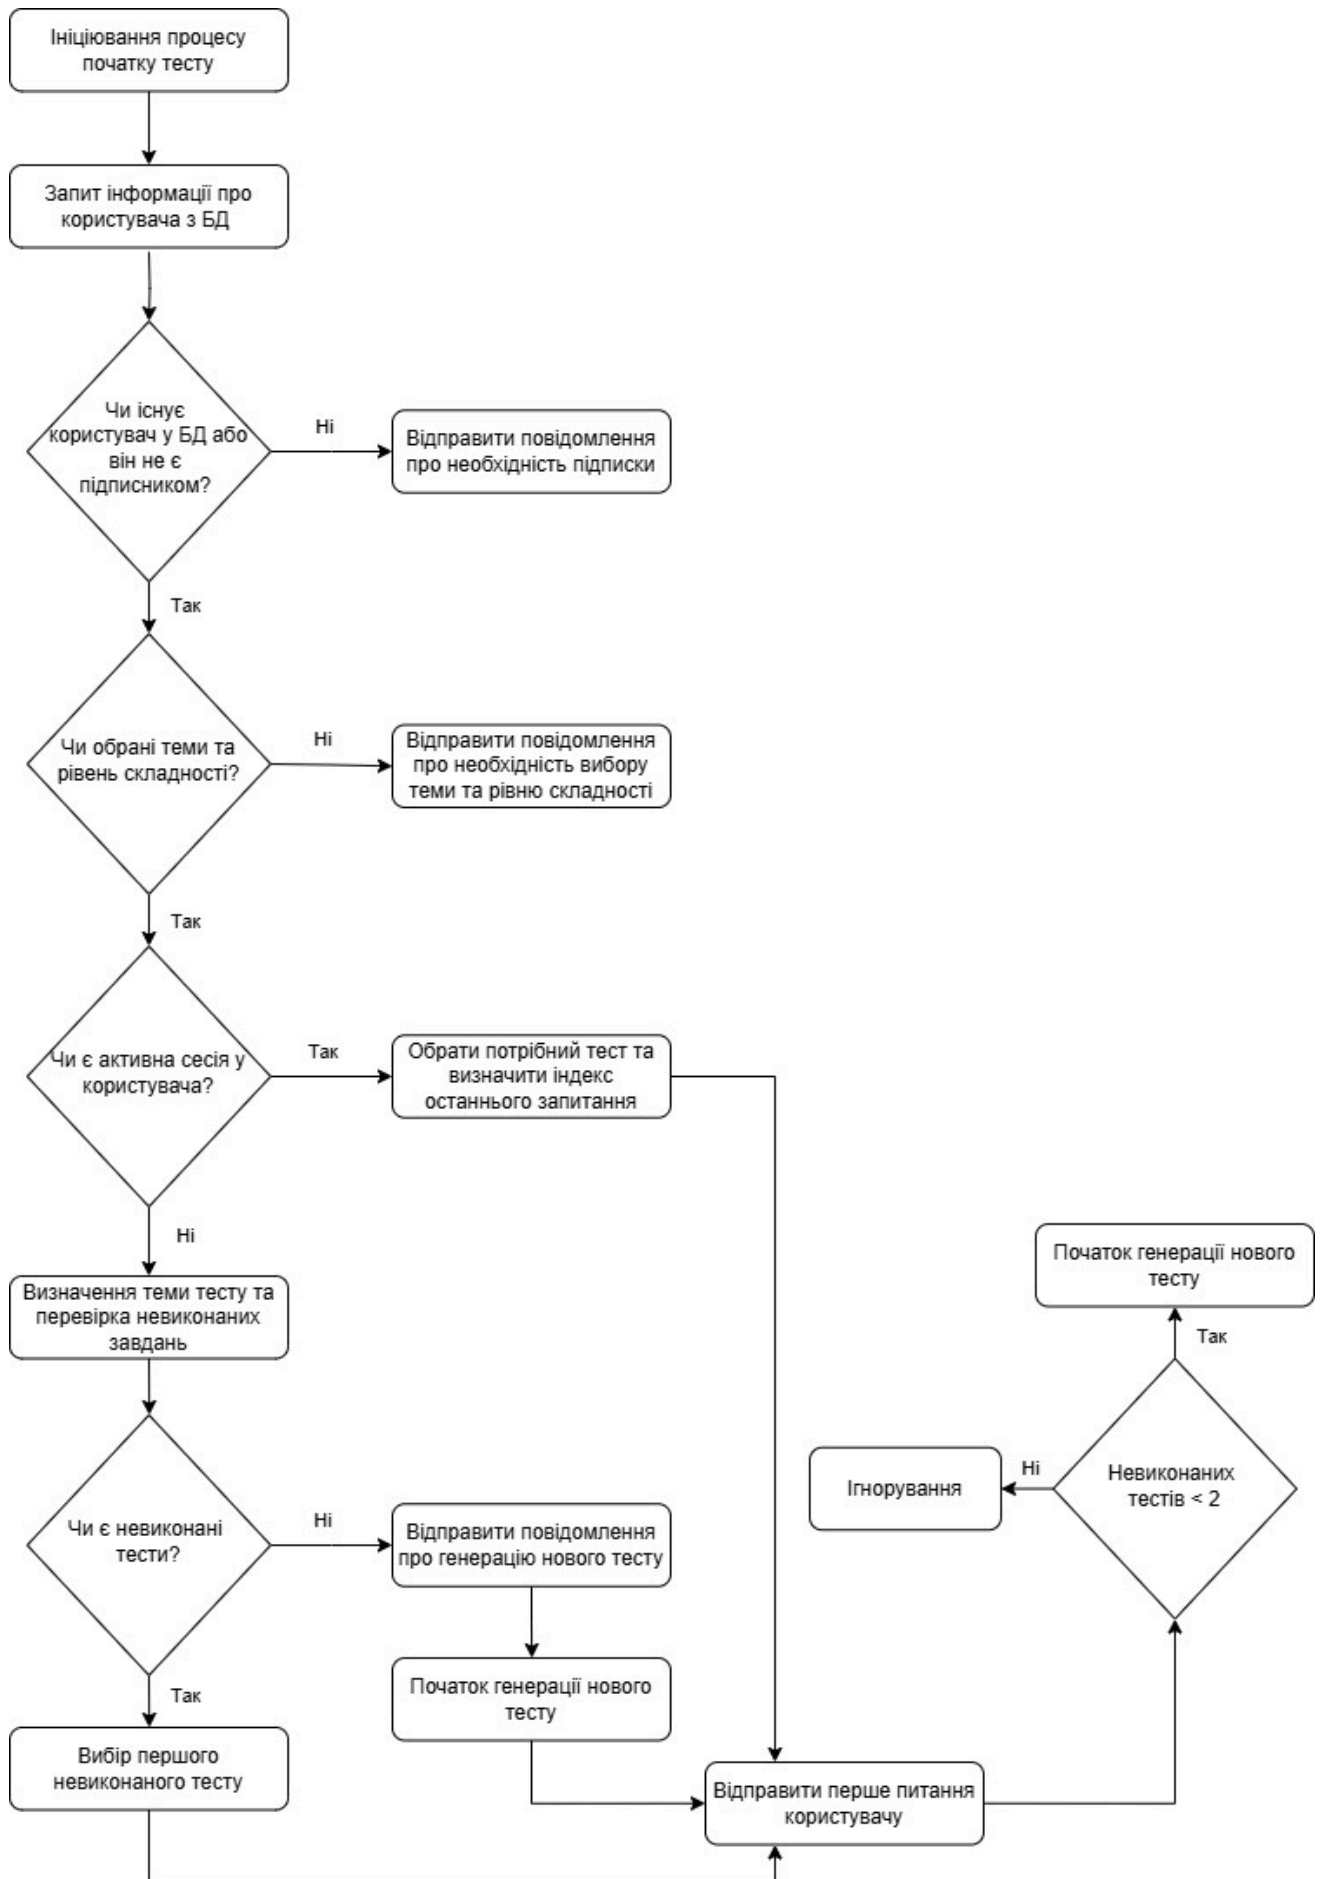 Ініціювання процесу
початку тесту
Запит інформації про
користувача з БД
Чи існує
користувач у БД або
він не є
підписником?
Ні
Відправити повідомлення
про необхідність підписки
Так
Чи обрані теми та
рівень складності?
Ні
Відправити повідомлення
про необхідність вибору
теми та рівню складності
Так
Чи є активна сесія у
користувача?
Так
Обрати потрібний тест та
визначити індекс
останнього запитання
Ні
Визначення теми тесту та
перевірка невиконаних
завдань
Чи є невиконані
тести?
Ні
Відправити повідомлення
про генерацію нового тесту
Початок генерації нового
тесту
Так
Вибір першого
невиконаного тесту
Відправити перше питання
користувачу
Невиконаних
тестів < 2
Ні
Ігнорування
Так
Початок генерації нового
тесту